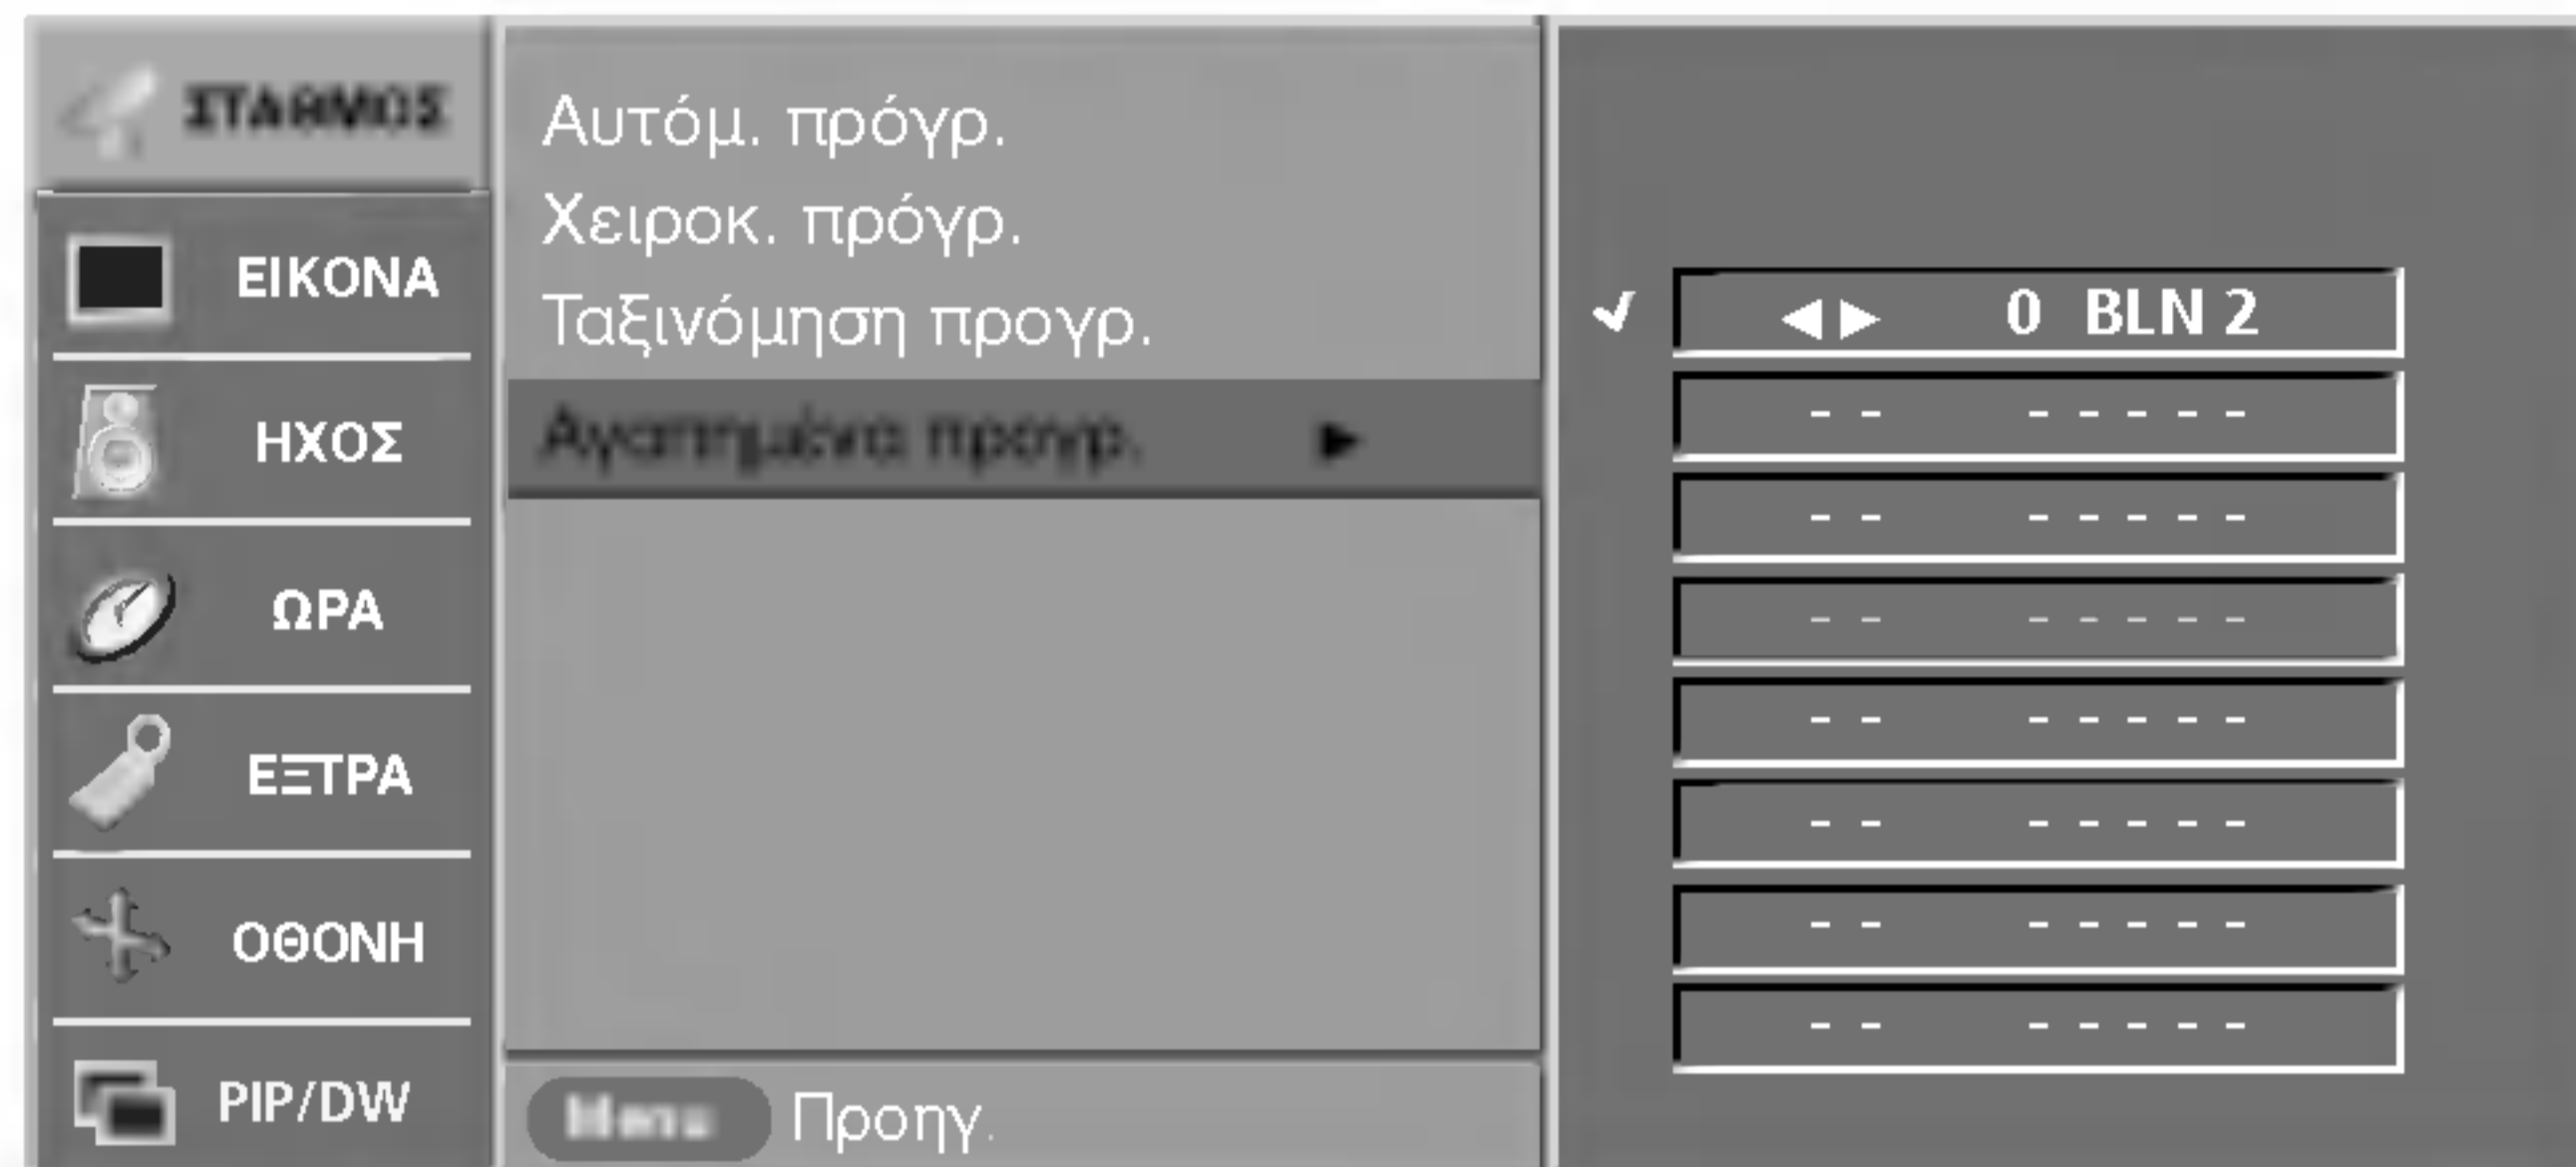 ΣΤΑΘΜΟΣ
ΕΙΚΟΝΑ
ΗΧΟΣ
ΩΡΑ
ΕΞΤΡΑ
ΟΘΟΝΗ
PIP/DW
Αυτόμ. πρόγρ.
Χειροκ. πρόγρ.
Ταξινόμηση προγρ.
Αγαπημένα προγρ. ►
Menu Προηγ.
✓ ◀▶ 0 BLN 2
- - - - - - -
- - - - - - -
- - - - - - -
- - - - - - -
- - - - - - -
- - - - - - -
- - - - - - -